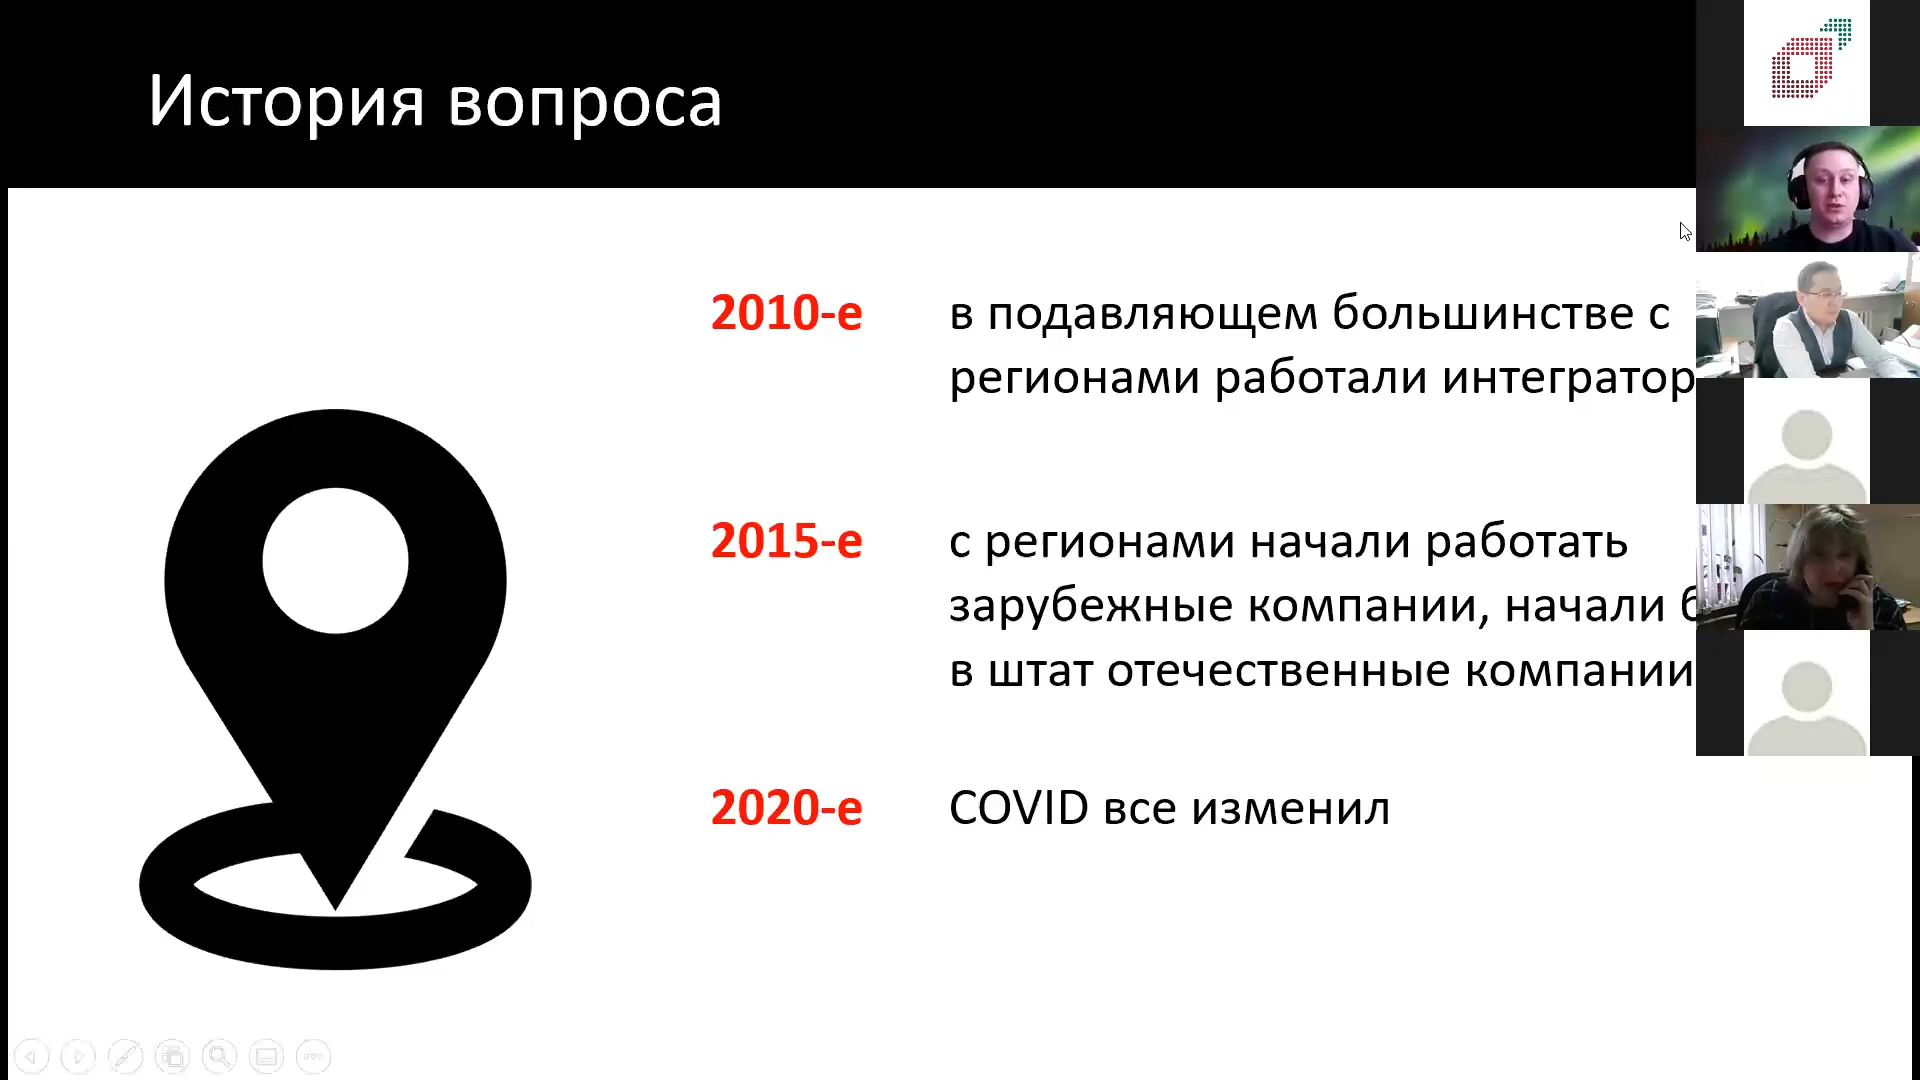 История вопроса
2010-е в подавляющем большинстве с
регионами работали интегратор
2015-е с регионами начали работать
зарубежные компании, начали
в штат отечественные компании
2020-е COVID все изменил